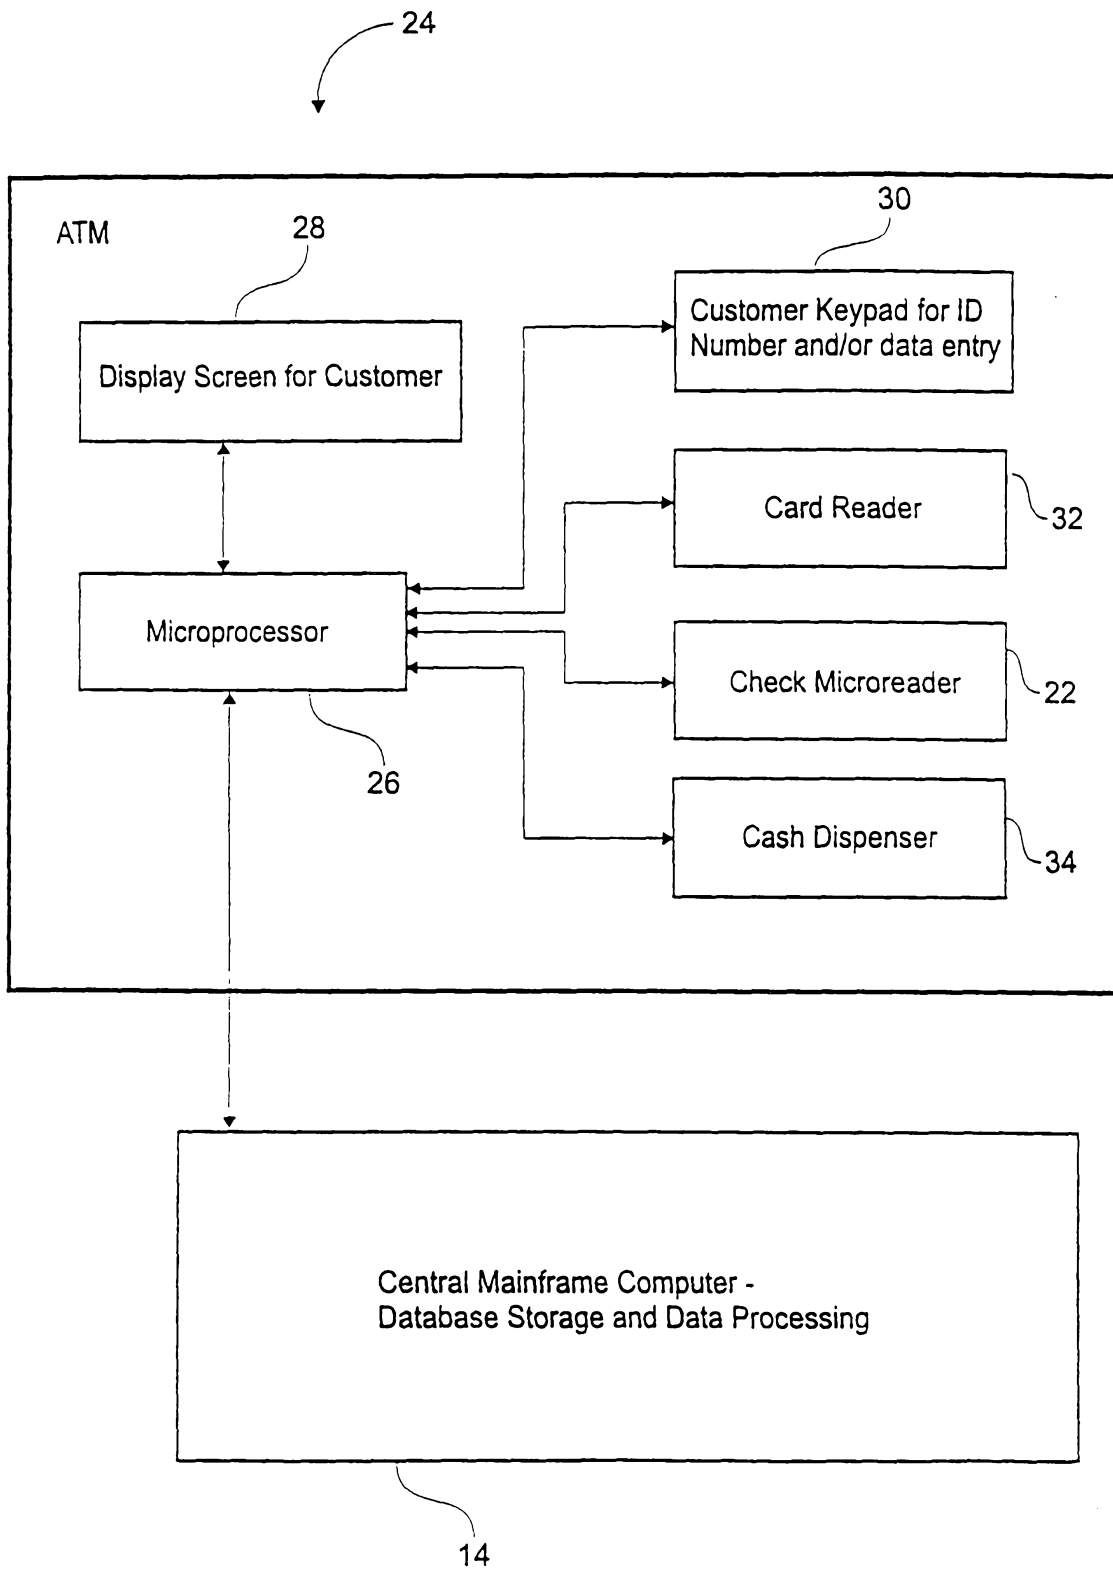 24
ATM
28
30
Display Screen for Customer
Customer Keypad for ID
Number and/or data entry
Card Reader
32
Microprocessor
Check Microreader
22
26
Cash Dispenser
34
Central Mainframe Computer -
Database Storage and Data Processing
14